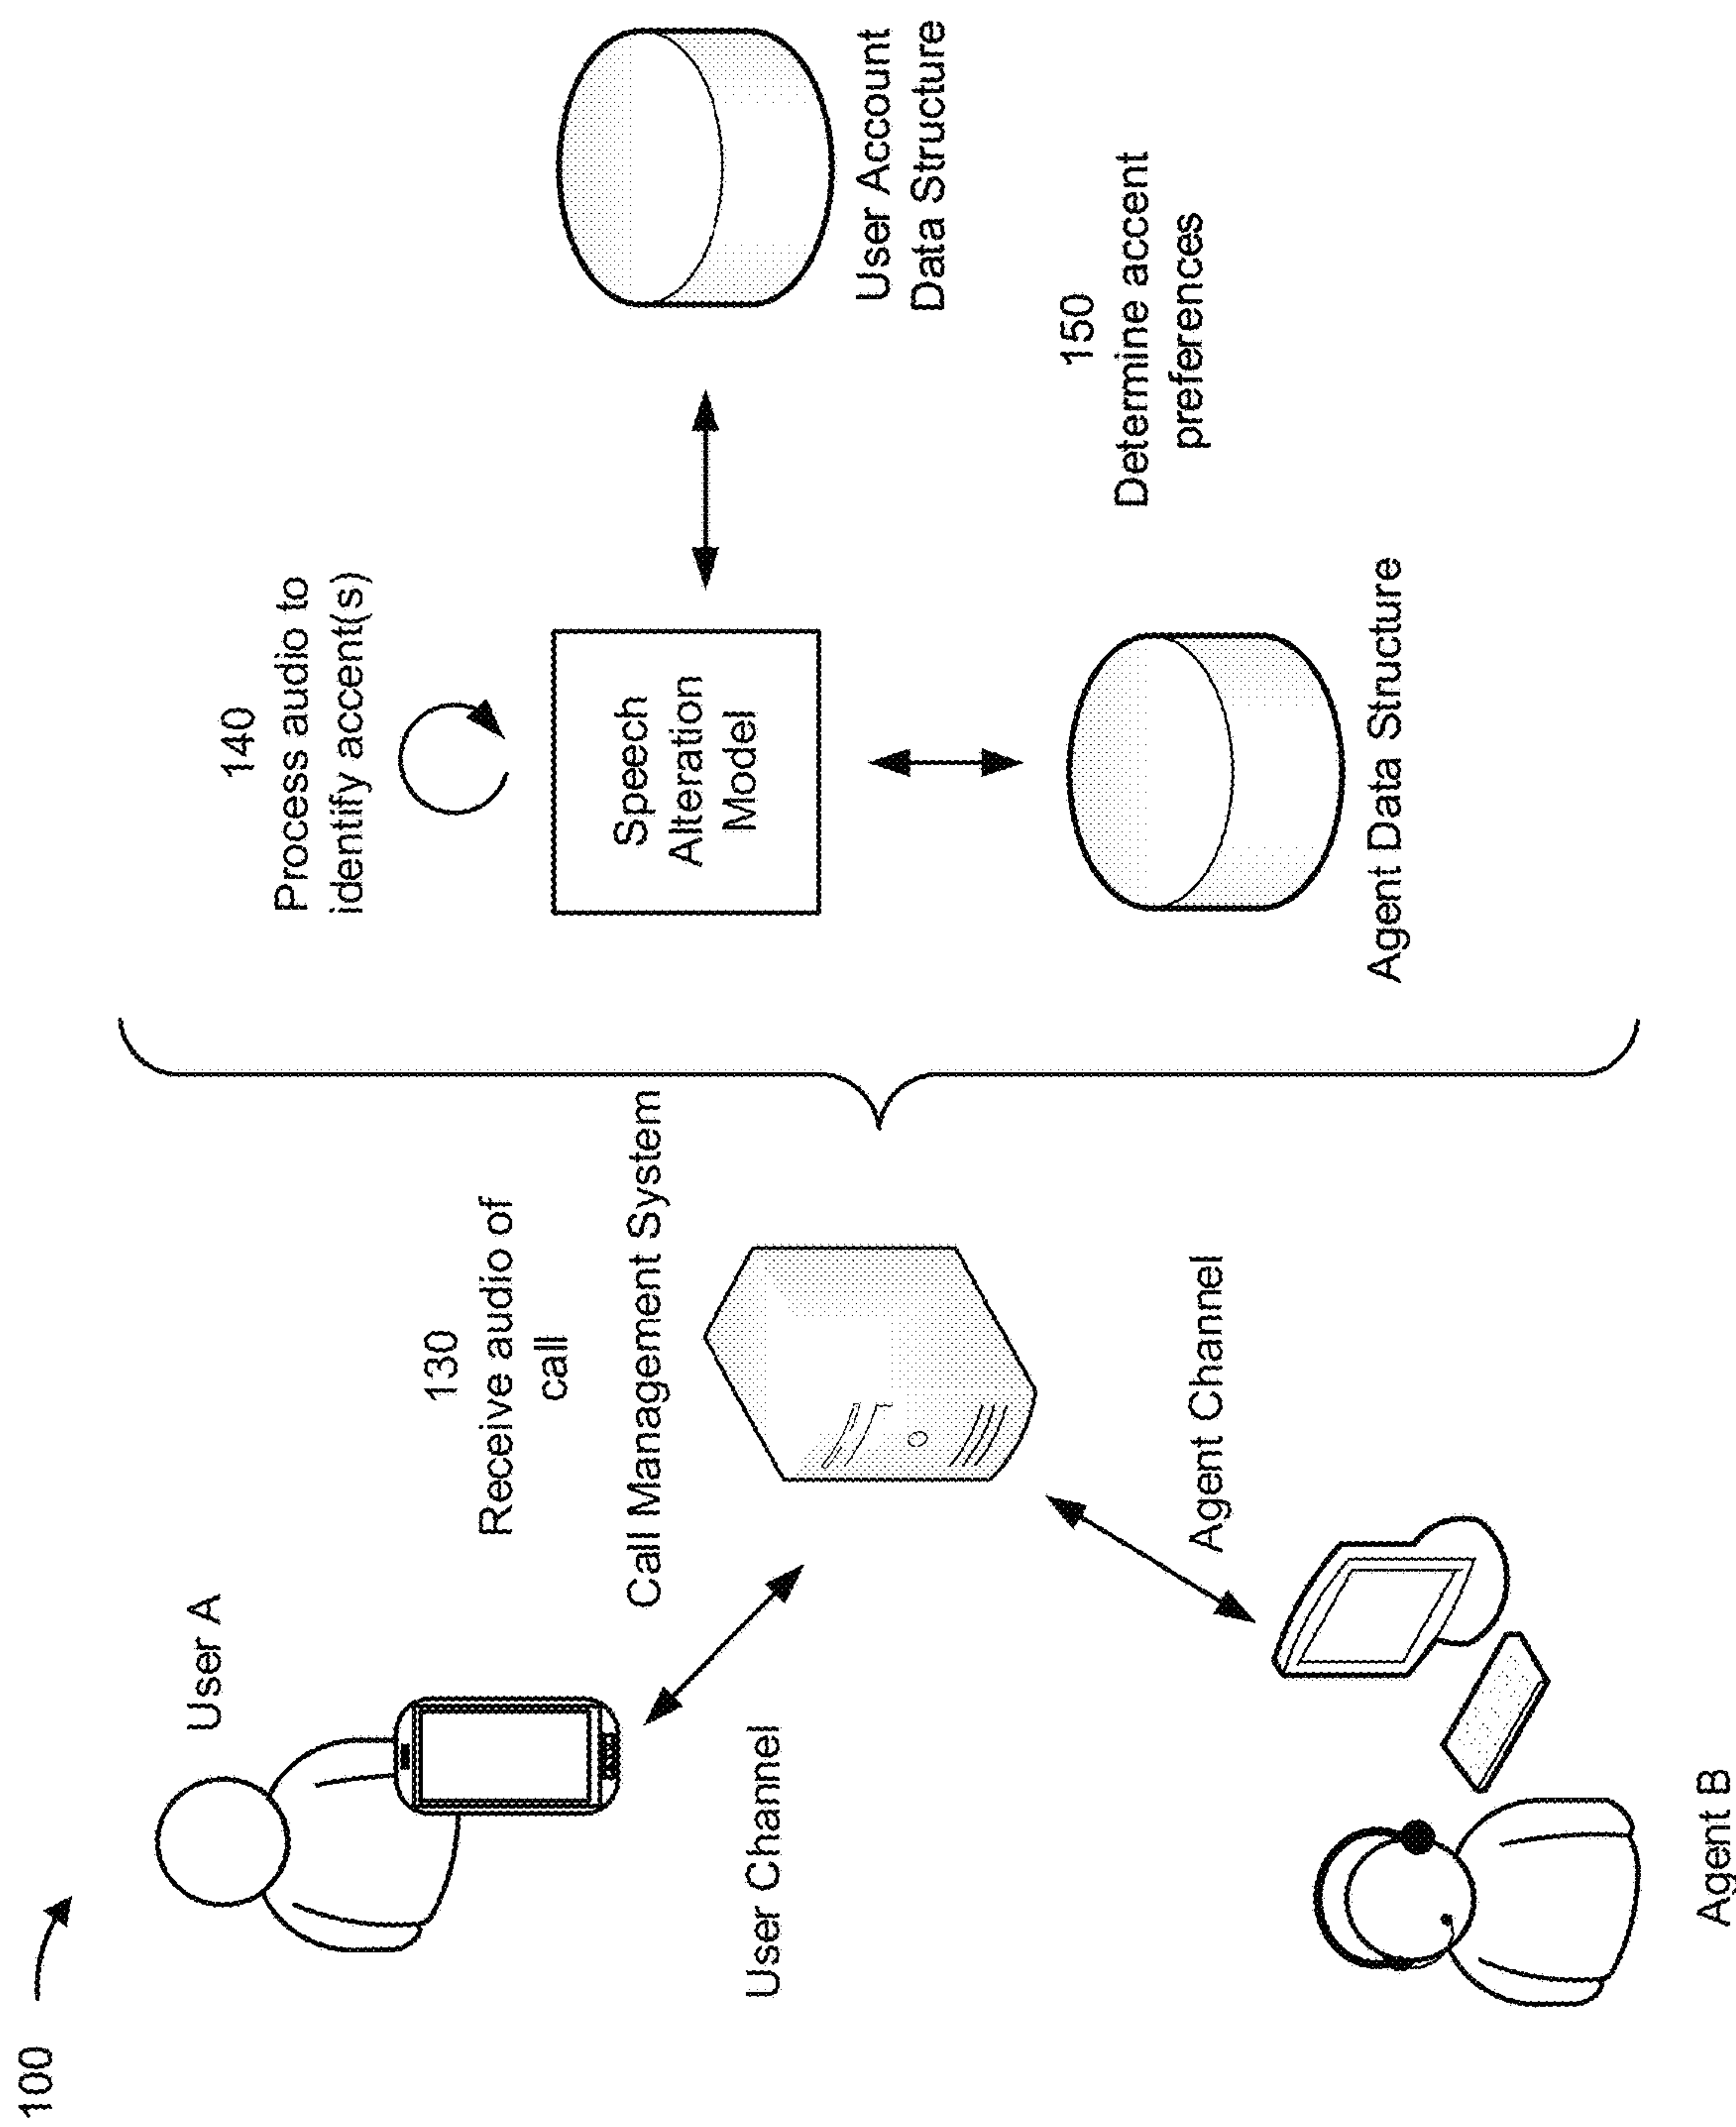 100
User A
User Channel
130
Receive audio of
call
Call Management System
Agent Channel
Agent B
140
Process audio to
identify accent(s)
Speech
Alteration
Model
User Account
Data Structure
150
Determine accent
preferences
Agent Data Structure